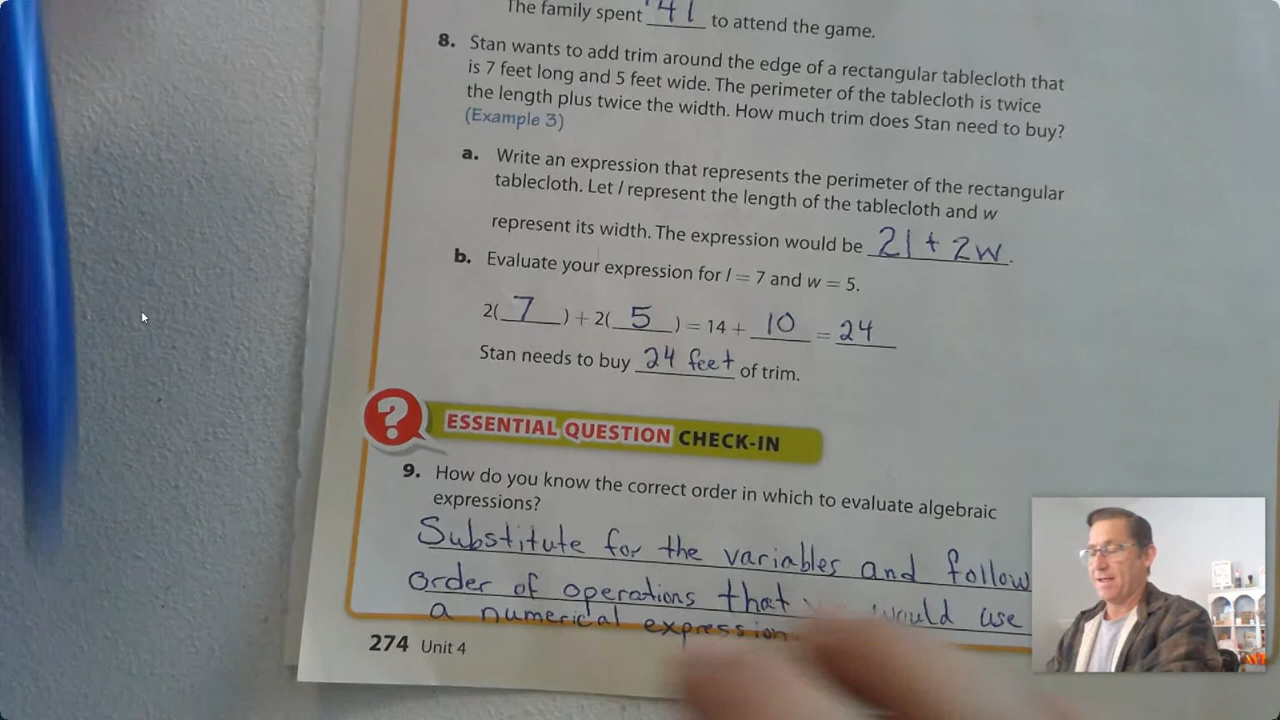 The family spent 41 to attend the game.
8. Stan wants to add trim around the edge of a rectangular tablecloth that
is 7 feet long and 5 feet wide. The perimeter of the tablecloth is twice
the length plus twice the width. How much trim does Stan need to buy?
(Example 3)
a. Write an expression that represents the perimeter of the rectangular
tablecloth. Let l represent the length of the tablecloth and w
represent its width. The expression would be 2l + 2w.
b. Evaluate your expression for l = 7 and w = 5.
2( 7 ) + 2( 5 ) = 14 + 10 = 24
Stan needs to buy 24 feet of trim.
? ESSENTIAL QUESTION CHECK-IN
9. How do you know the correct order in which to evaluate algebraic
expressions?
Substitute for the variables and follow
order of operations that would use
a numerical expression
274 Unit 4